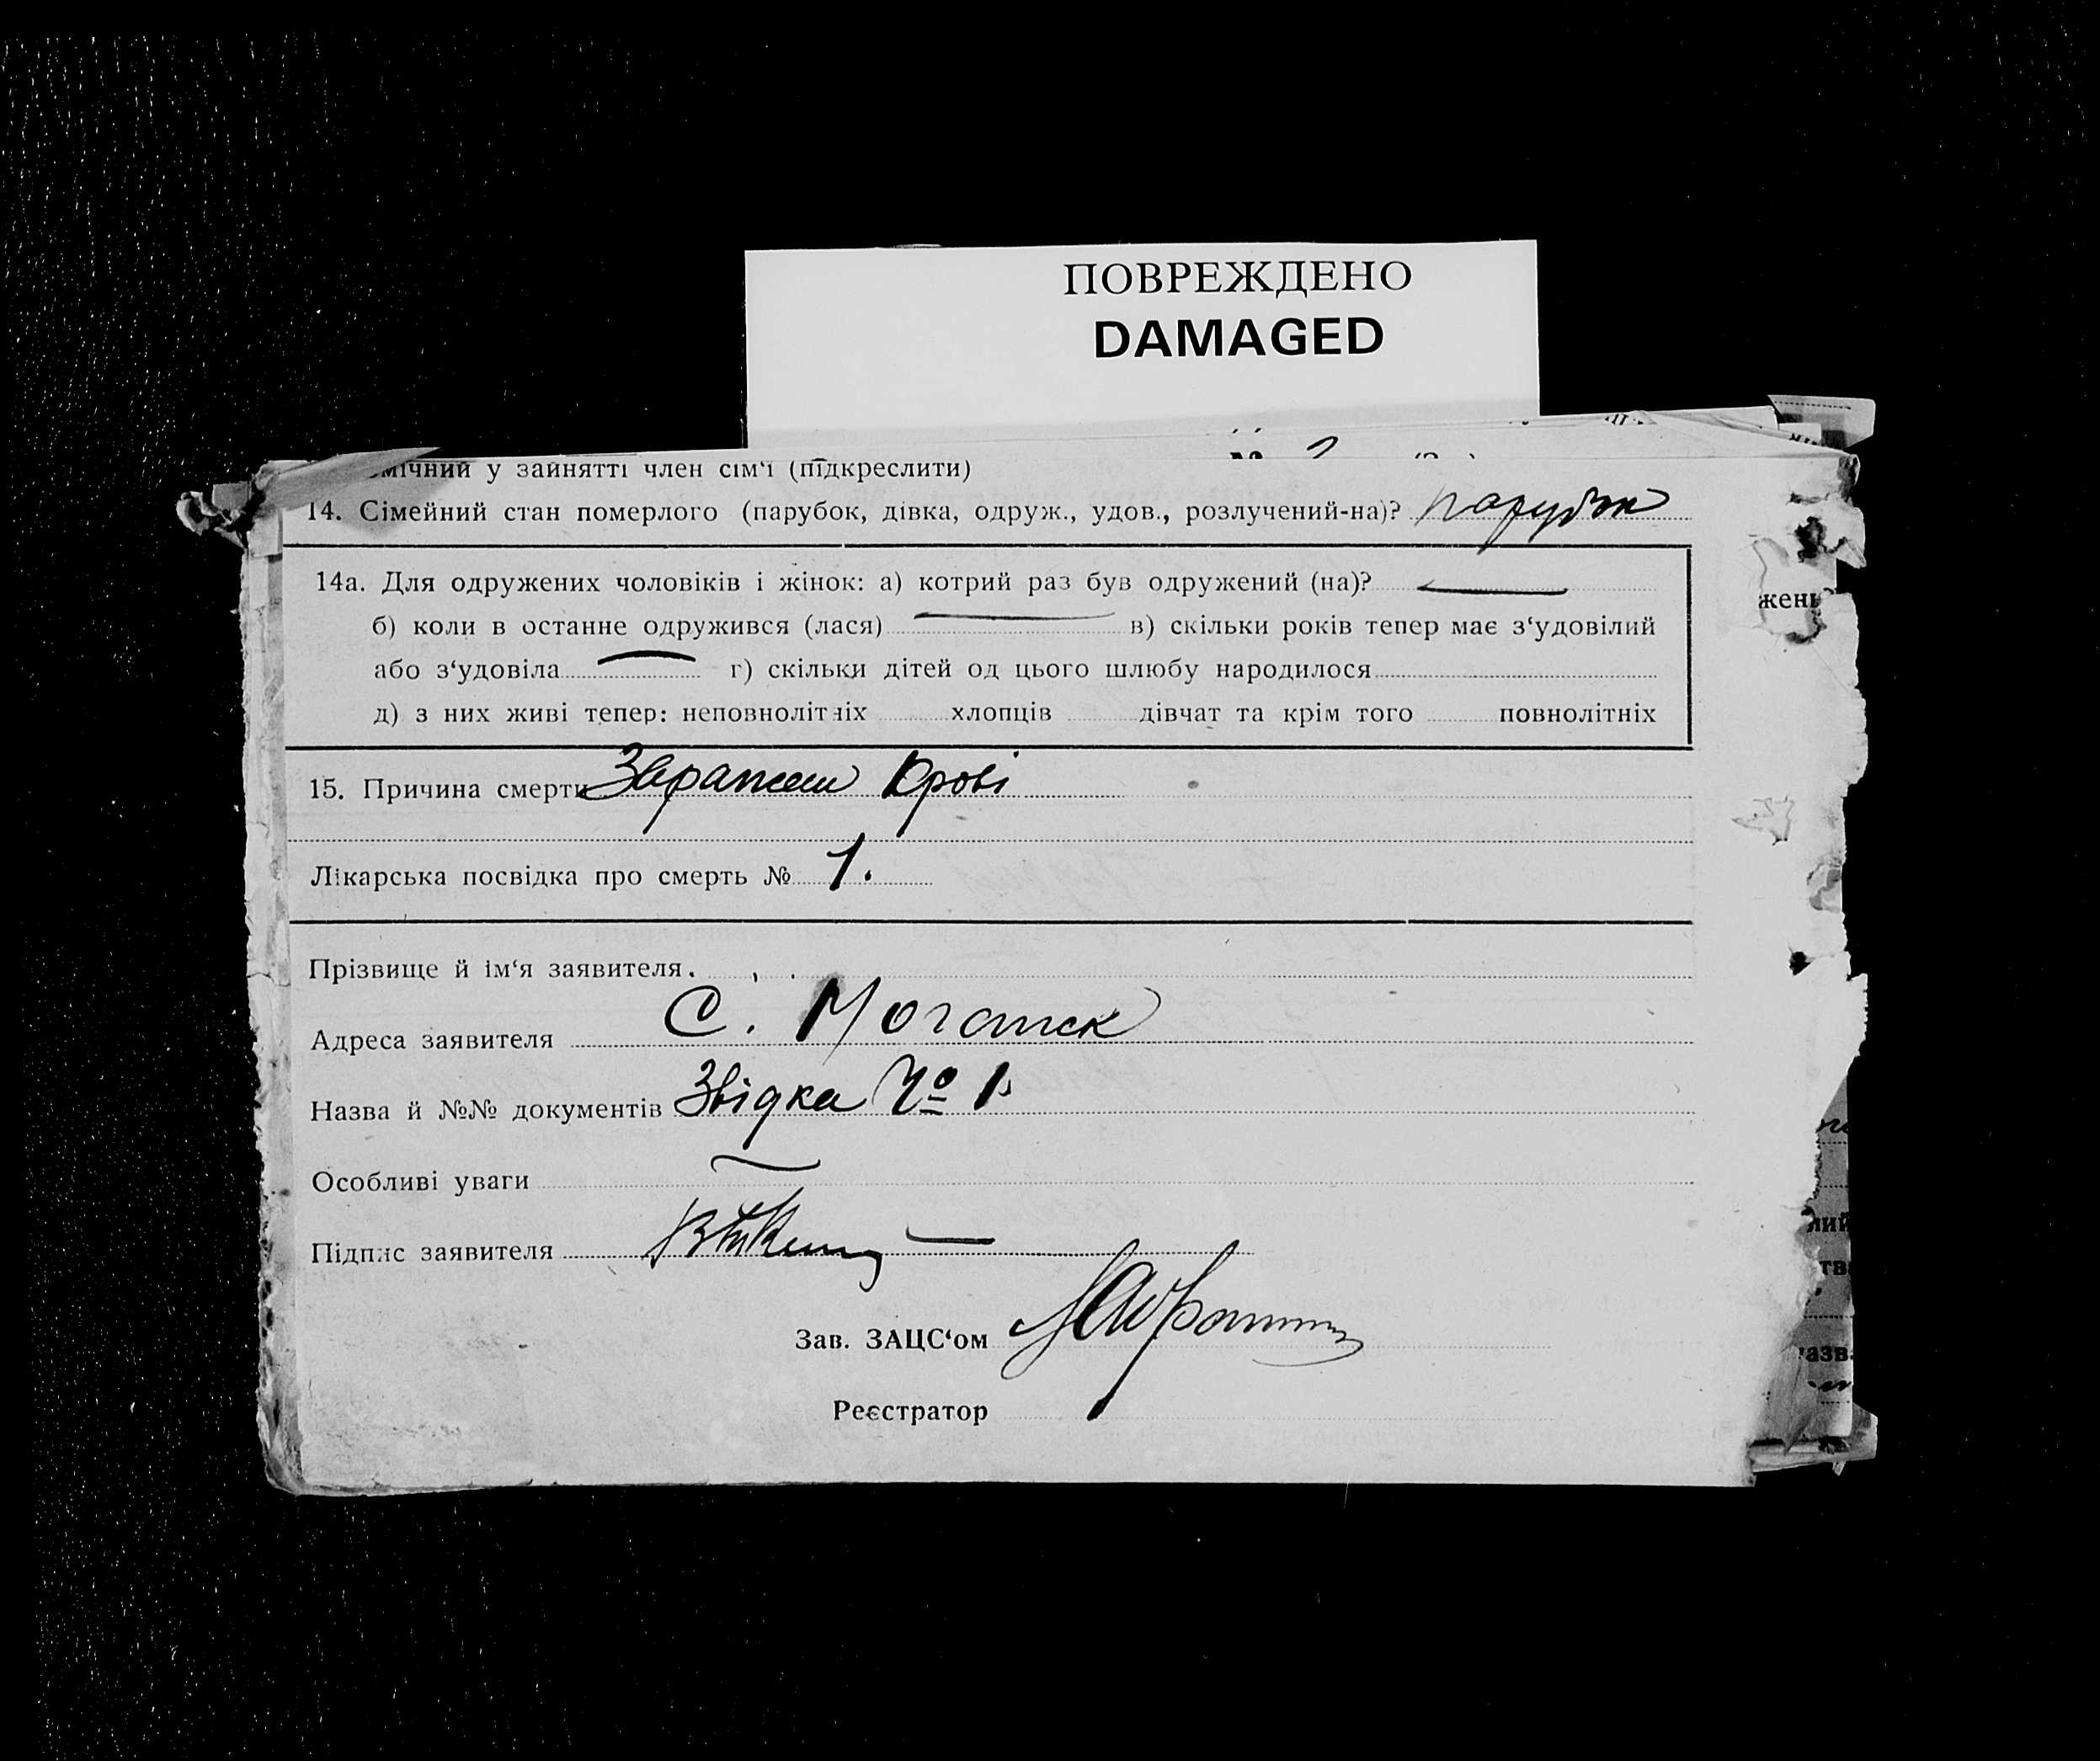 ПОВРЕЖДЕНО
DAMAGED
мічний у зайнятті член сім‘ї (підкреслити)
14. Сімейний стан померлого (парубок, дівка, одруж., удов., розлучений-на)? парубок
14а. Для одружених чоловіків і жінок: а) котрий раз був одружений (на)?
б) коли в останне одружився (лася) в) скільки років тепер має з‘удовілий
або з‘удовіла г) скільки дітей од цього шлюбу народилося
д) з них живі тепер: неповнолітніх хлопців дівчат та крім того повнолітніх
жень
15. Причина смерти Заражен крові
Лікарська посвідка про смерть № 1.
Прізвище й ім‘я заявителя.
Адреса заявителя С.
Назва й №№ документів Звідка № 1
Особливі уваги
Підпис заявителя
Зав. ЗАЦС‘ом
Реєстратор